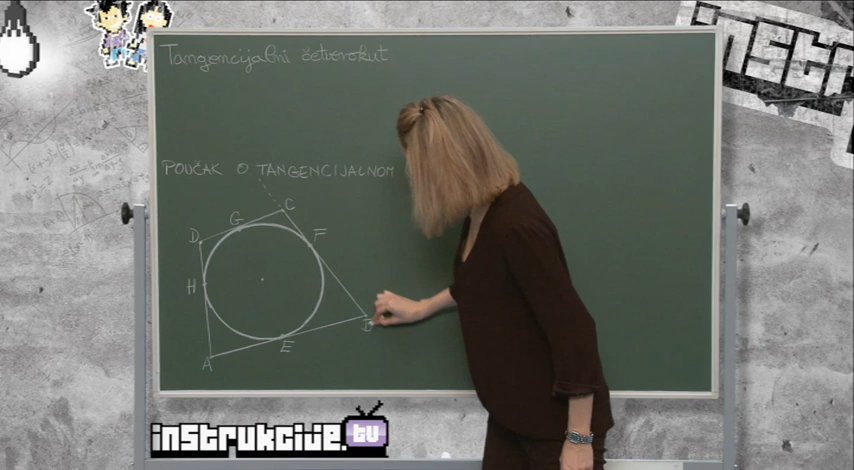 Tangencijalni četverokut
POUČAK O TANGENCIJALNOM
C
G
D
F
H
B
E
A
instrukcije.tv